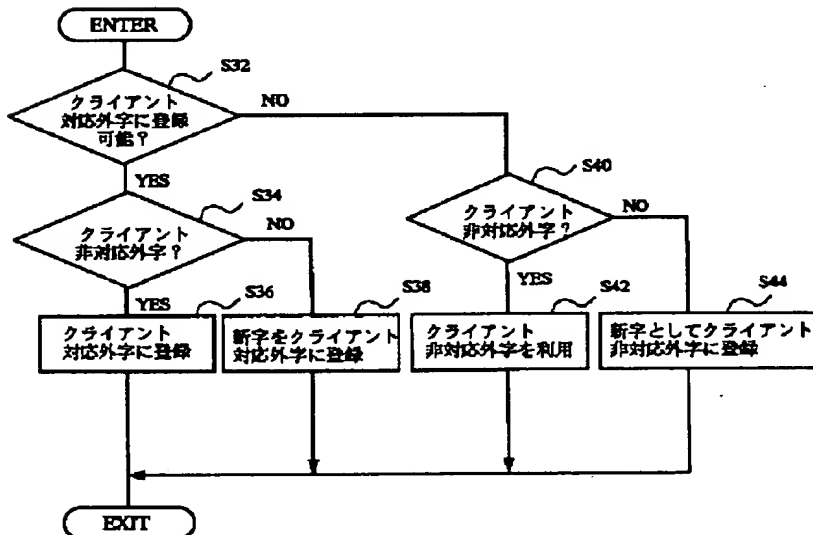 ENTER
S32
クライアント
対応外字に登録
可能？
NO
YES
S34
クライアント
非対応外字？
NO
YES
S40
クライアント
非対応外字？
NO
YES
S36
クライアント
対応外字に登録
S38
新字をクライアント
対応外字に登録
S42
クライアント
非対応外字を利用
S44
新字としてクライアント
非対応外字に登録
EXIT